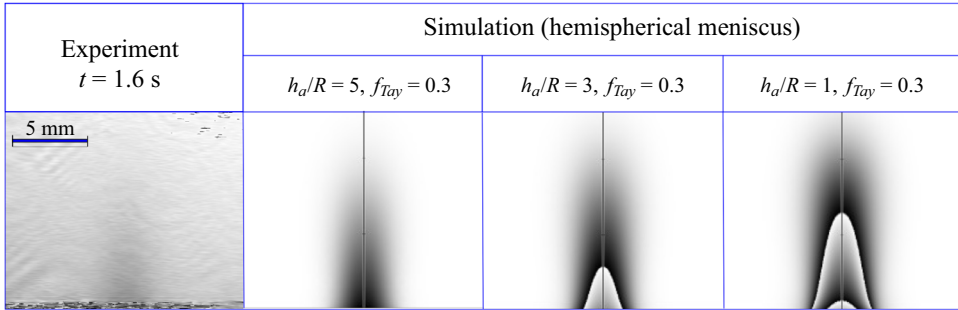 Experiment
t = 1.6 s
Simulation (hemispherical meniscus)
h_a/R = 5, f_Tay = 0.3
h_a/R = 3, f_Tay = 0.3
h_a/R = 1, f_Tay = 0.3
5 mm